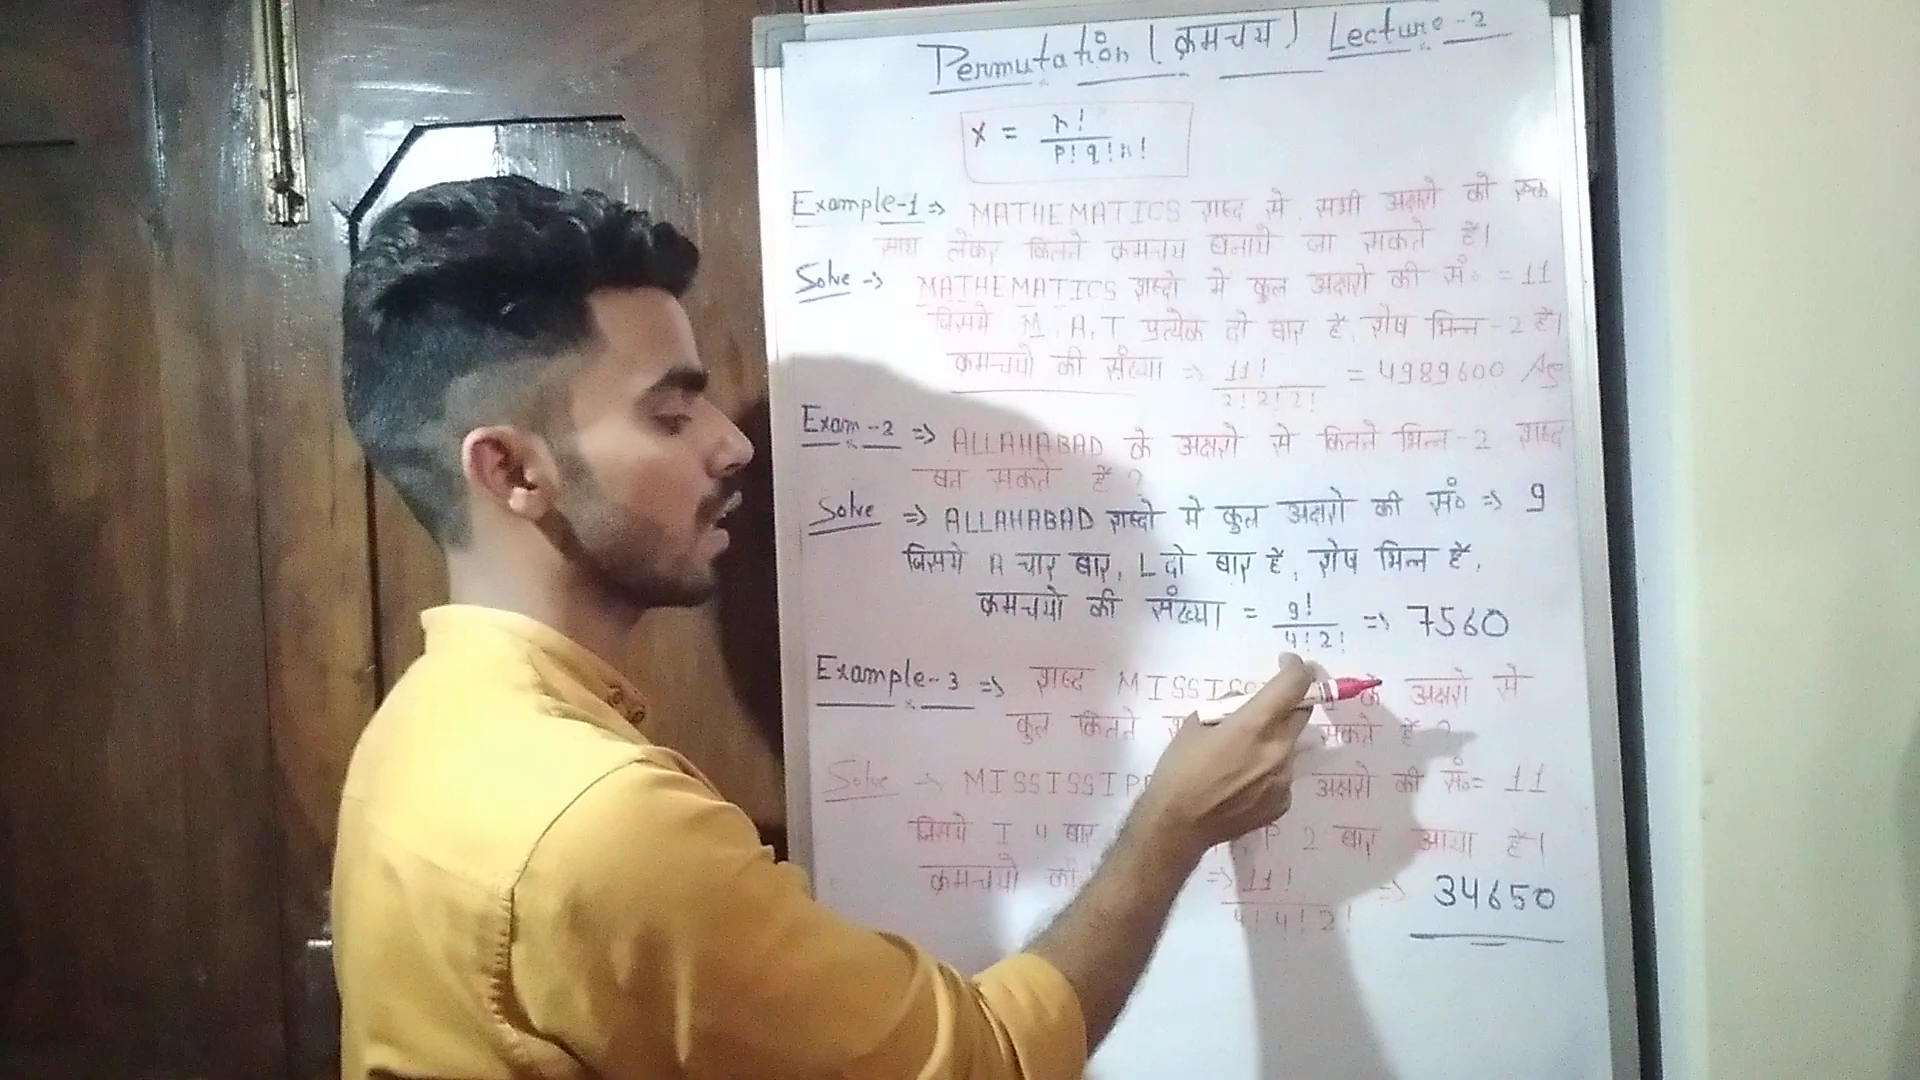 Permutation (क्रमचय) Lecture-2
x = n! / p! q! r!
Example-1 => MATHEMATICS शब्द में सभी अक्षरों को एक
साथ लेकर कितने क्रमचय बनाये जा सकते है।
Solve -> MATHEMATICS शब्दो में कुल अक्षरों की सं० = 11
जिसमे M, A, T प्रत्येक दो बार है, शेष भिन्न-2 है।
क्रमचयो की संख्या => 11! / 2! 2! 2! = 4989600 As
Exam-2 => ALLAHABAD के अक्षरों से कितने भिन्न-2 शब्द
बन सकते हैं ?
Solve => ALLAHABAD शब्दो में कुल अक्षरों की सं० => 9
जिसमे A चार बार, L दो बार है, शेष भिन्न है,
क्रमचयो की संख्या = 9! / 4! 2! => 7560
Example-3 => शब्द MISSIS के अक्षरों से
कुल कितने सकते हैं ?
Solve -> MISSISSIPP अक्षरों की सं०= 11
जिसमे I 4 बार P 2 बार आया है।
क्रमचयो की => 11! / 4! 4! 2! => 34650